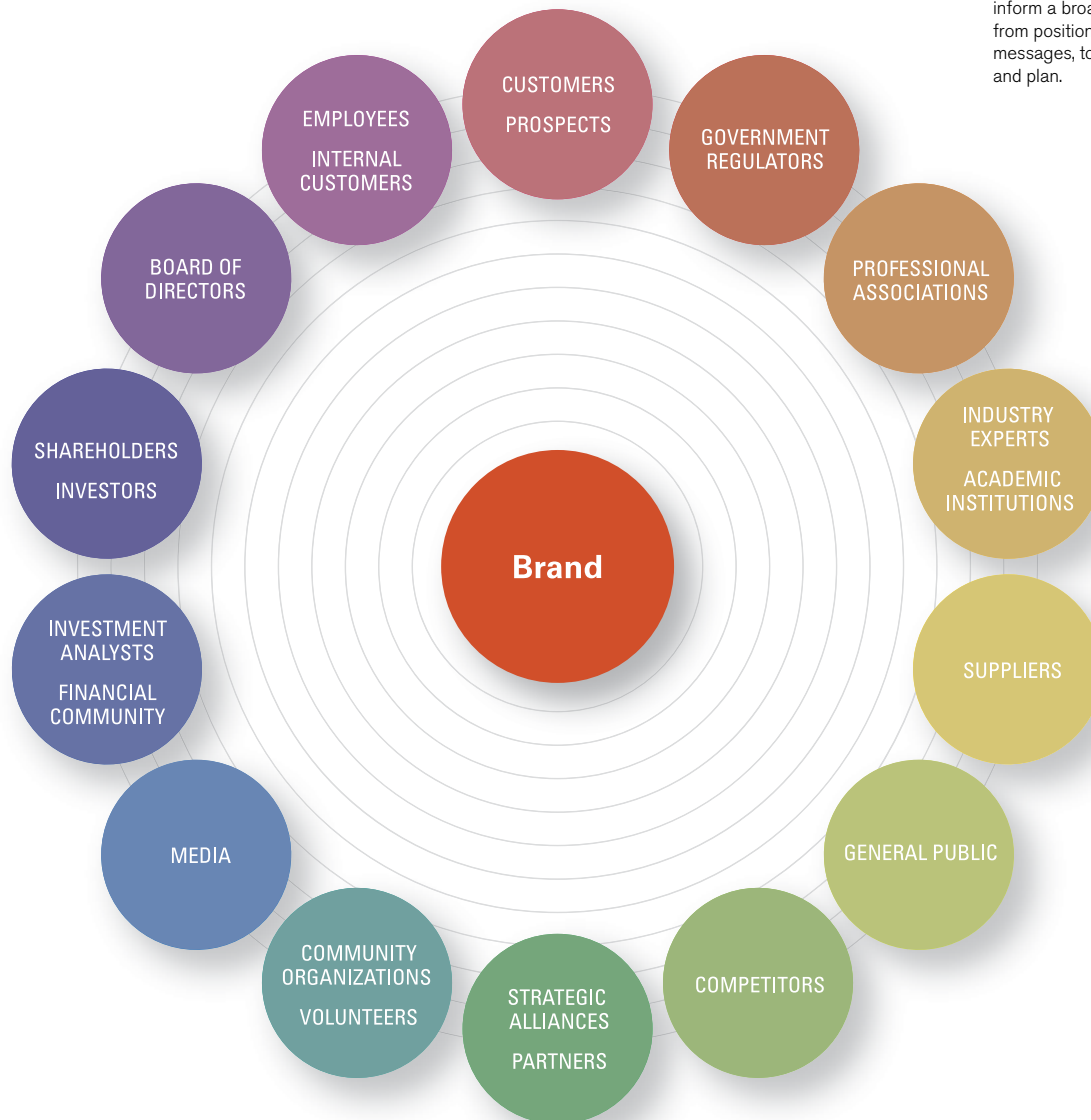 inform a broa
from position
messages, to
and plan.
CUSTOMERS
PROSPECTS
GOVERNMENT
REGULATORS
PROFESSIONAL
ASSOCIATIONS
INDUSTRY
EXPERTS
ACADEMIC
INSTITUTIONS
SUPPLIERS
GENERAL PUBLIC
COMPETITORS
STRATEGIC
ALLIANCES
PARTNERS
COMMUNITY
ORGANIZATIONS
VOLUNTEERS
MEDIA
INVESTMENT
ANALYSTS
FINANCIAL
COMMUNITY
SHAREHOLDERS
INVESTORS
BOARD OF
DIRECTORS
EMPLOYEES
INTERNAL
CUSTOMERS
Brand